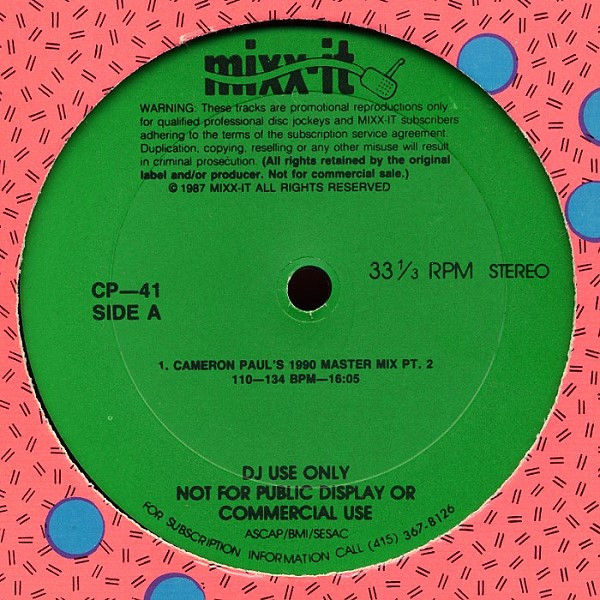 mixx-it
WARNING: These tracks are promotional reproductions only
for qualified professional disc jockeys and MIXX-IT subscribers
adhering to the terms of the subscription service agreement.
Duplication, copying, reselling or any other misuse will result
in criminal prosecution. (All rights retained by the original
label and/or producer. Not for commercial sale.)
© 1987 MIXX-IT ALL RIGHTS RESERVED
33 1/3 RPM STEREO
CP—41
SIDE A
1. CAMERON PAUL'S 1990 MASTER MIX PT. 2
110—134 BPM—16:05
DJ USE ONLY
NOT FOR PUBLIC DISPLAY OR
COMMERCIAL USE
ASCAP/BMI/SESAC
FOR SUBSCRIPTION INFORMATION CALL (415) 367-8126